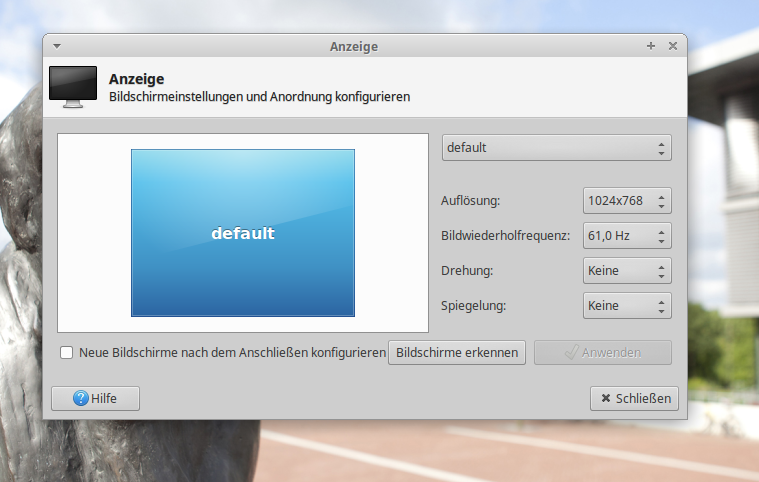 Anzeige
Anzeige
Bildschirmeinstellungen und Anordnung konfigurieren
default
default
Auflösung: 1024x768
Bildwiederholfrequenz: 61,0 Hz
Drehung: Keine
Spiegelung: Keine
Neue Bildschirme nach dem Anschließen konfigurieren Bildschirme erkennen Anwenden
Hilfe Schließen